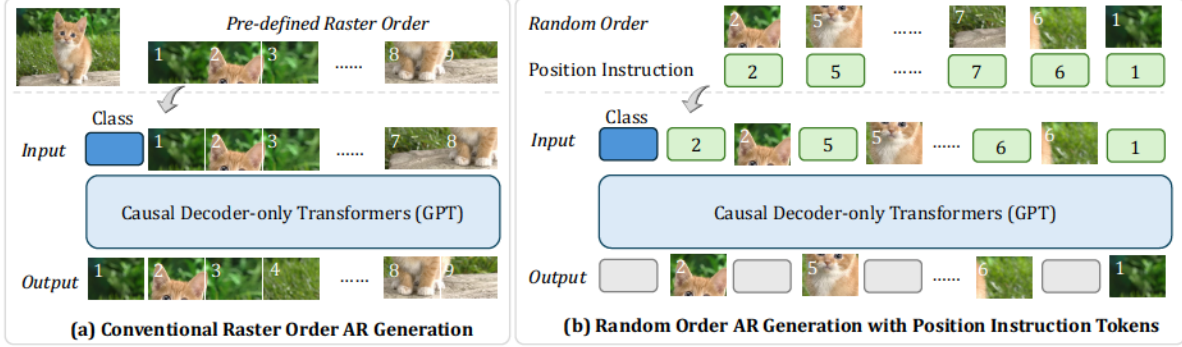 Pre-defined Raster Order
1 2 3 ...... 8 9
Class
Input
1 2 3 ...... 7 8
Causal Decoder-only Transformers (GPT)
Output
1 2 3 4 ...... 8 9
(a) Conventional Raster Order AR Generation
Random Order
2 5 ...... 7 6 1
Position Instruction
2 5 ...... 7 6 1
Class
Input
2 2 5 5 ...... 6 6 1
Causal Decoder-only Transformers (GPT)
Output
2 5 ...... 6 1
(b) Random Order AR Generation with Position Instruction Tokens